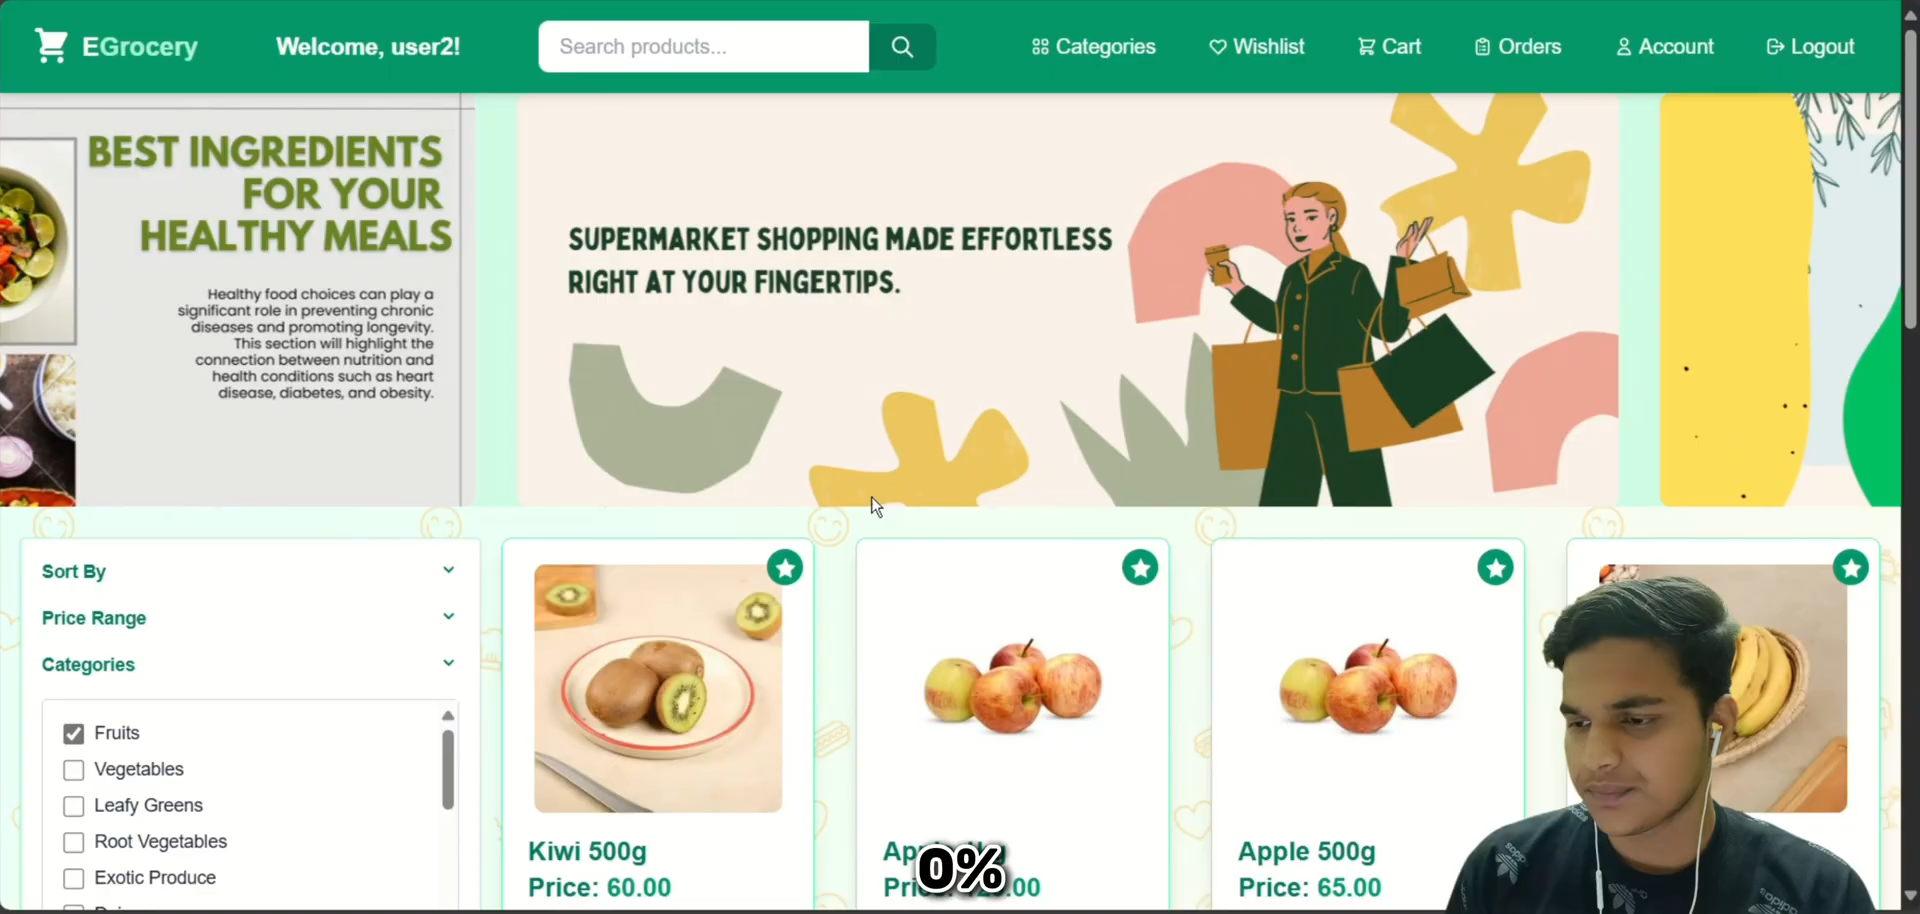 EGrocery
Welcome, user2!
Search products...
Categories
Wishlist
Cart
Orders
Account
Logout
BEST INGREDIENTS
FOR YOUR
HEALTHY MEALS
Healthy food choices can play a
significant role in preventing chronic
diseases and promoting longevity.
This section will highlight the
connection between nutrition and
health conditions such as heart
disease, diabetes, and obesity.
SUPERMARKET SHOPPING MADE EFFORTLESS
RIGHT AT YOUR FINGERTIPS.
Sort By
Price Range
Categories
Fruits
Vegetables
Leafy Greens
Root Vegetables
Exotic Produce
Kiwi 500g
Price: 60.00
0%
Apple 500g
Price: 65.00
adidas